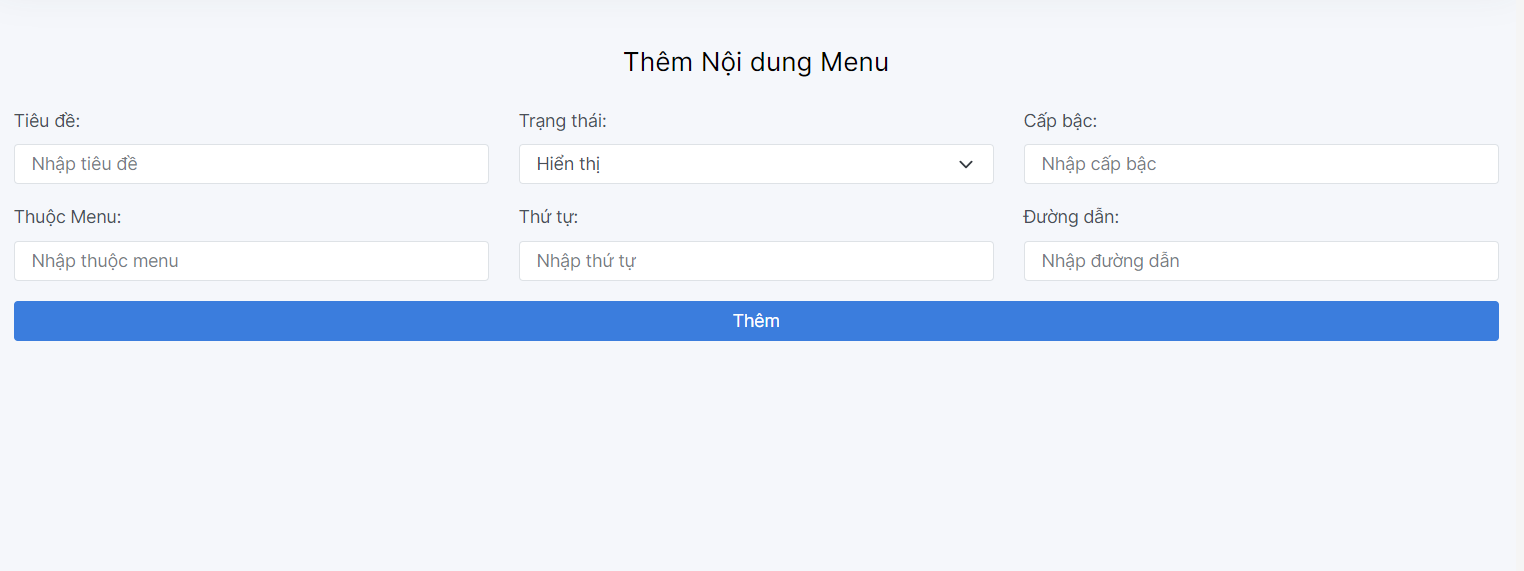 Thêm Nội dung Menu
Tiêu đề:
Trạng thái:
Cấp bậc:
Nhập tiêu đề
Hiển thị
Nhập cấp bậc
Thuộc Menu:
Thứ tự:
Đường dẫn:
Nhập thuộc menu
Nhập thứ tự
Nhập đường dẫn
Thêm